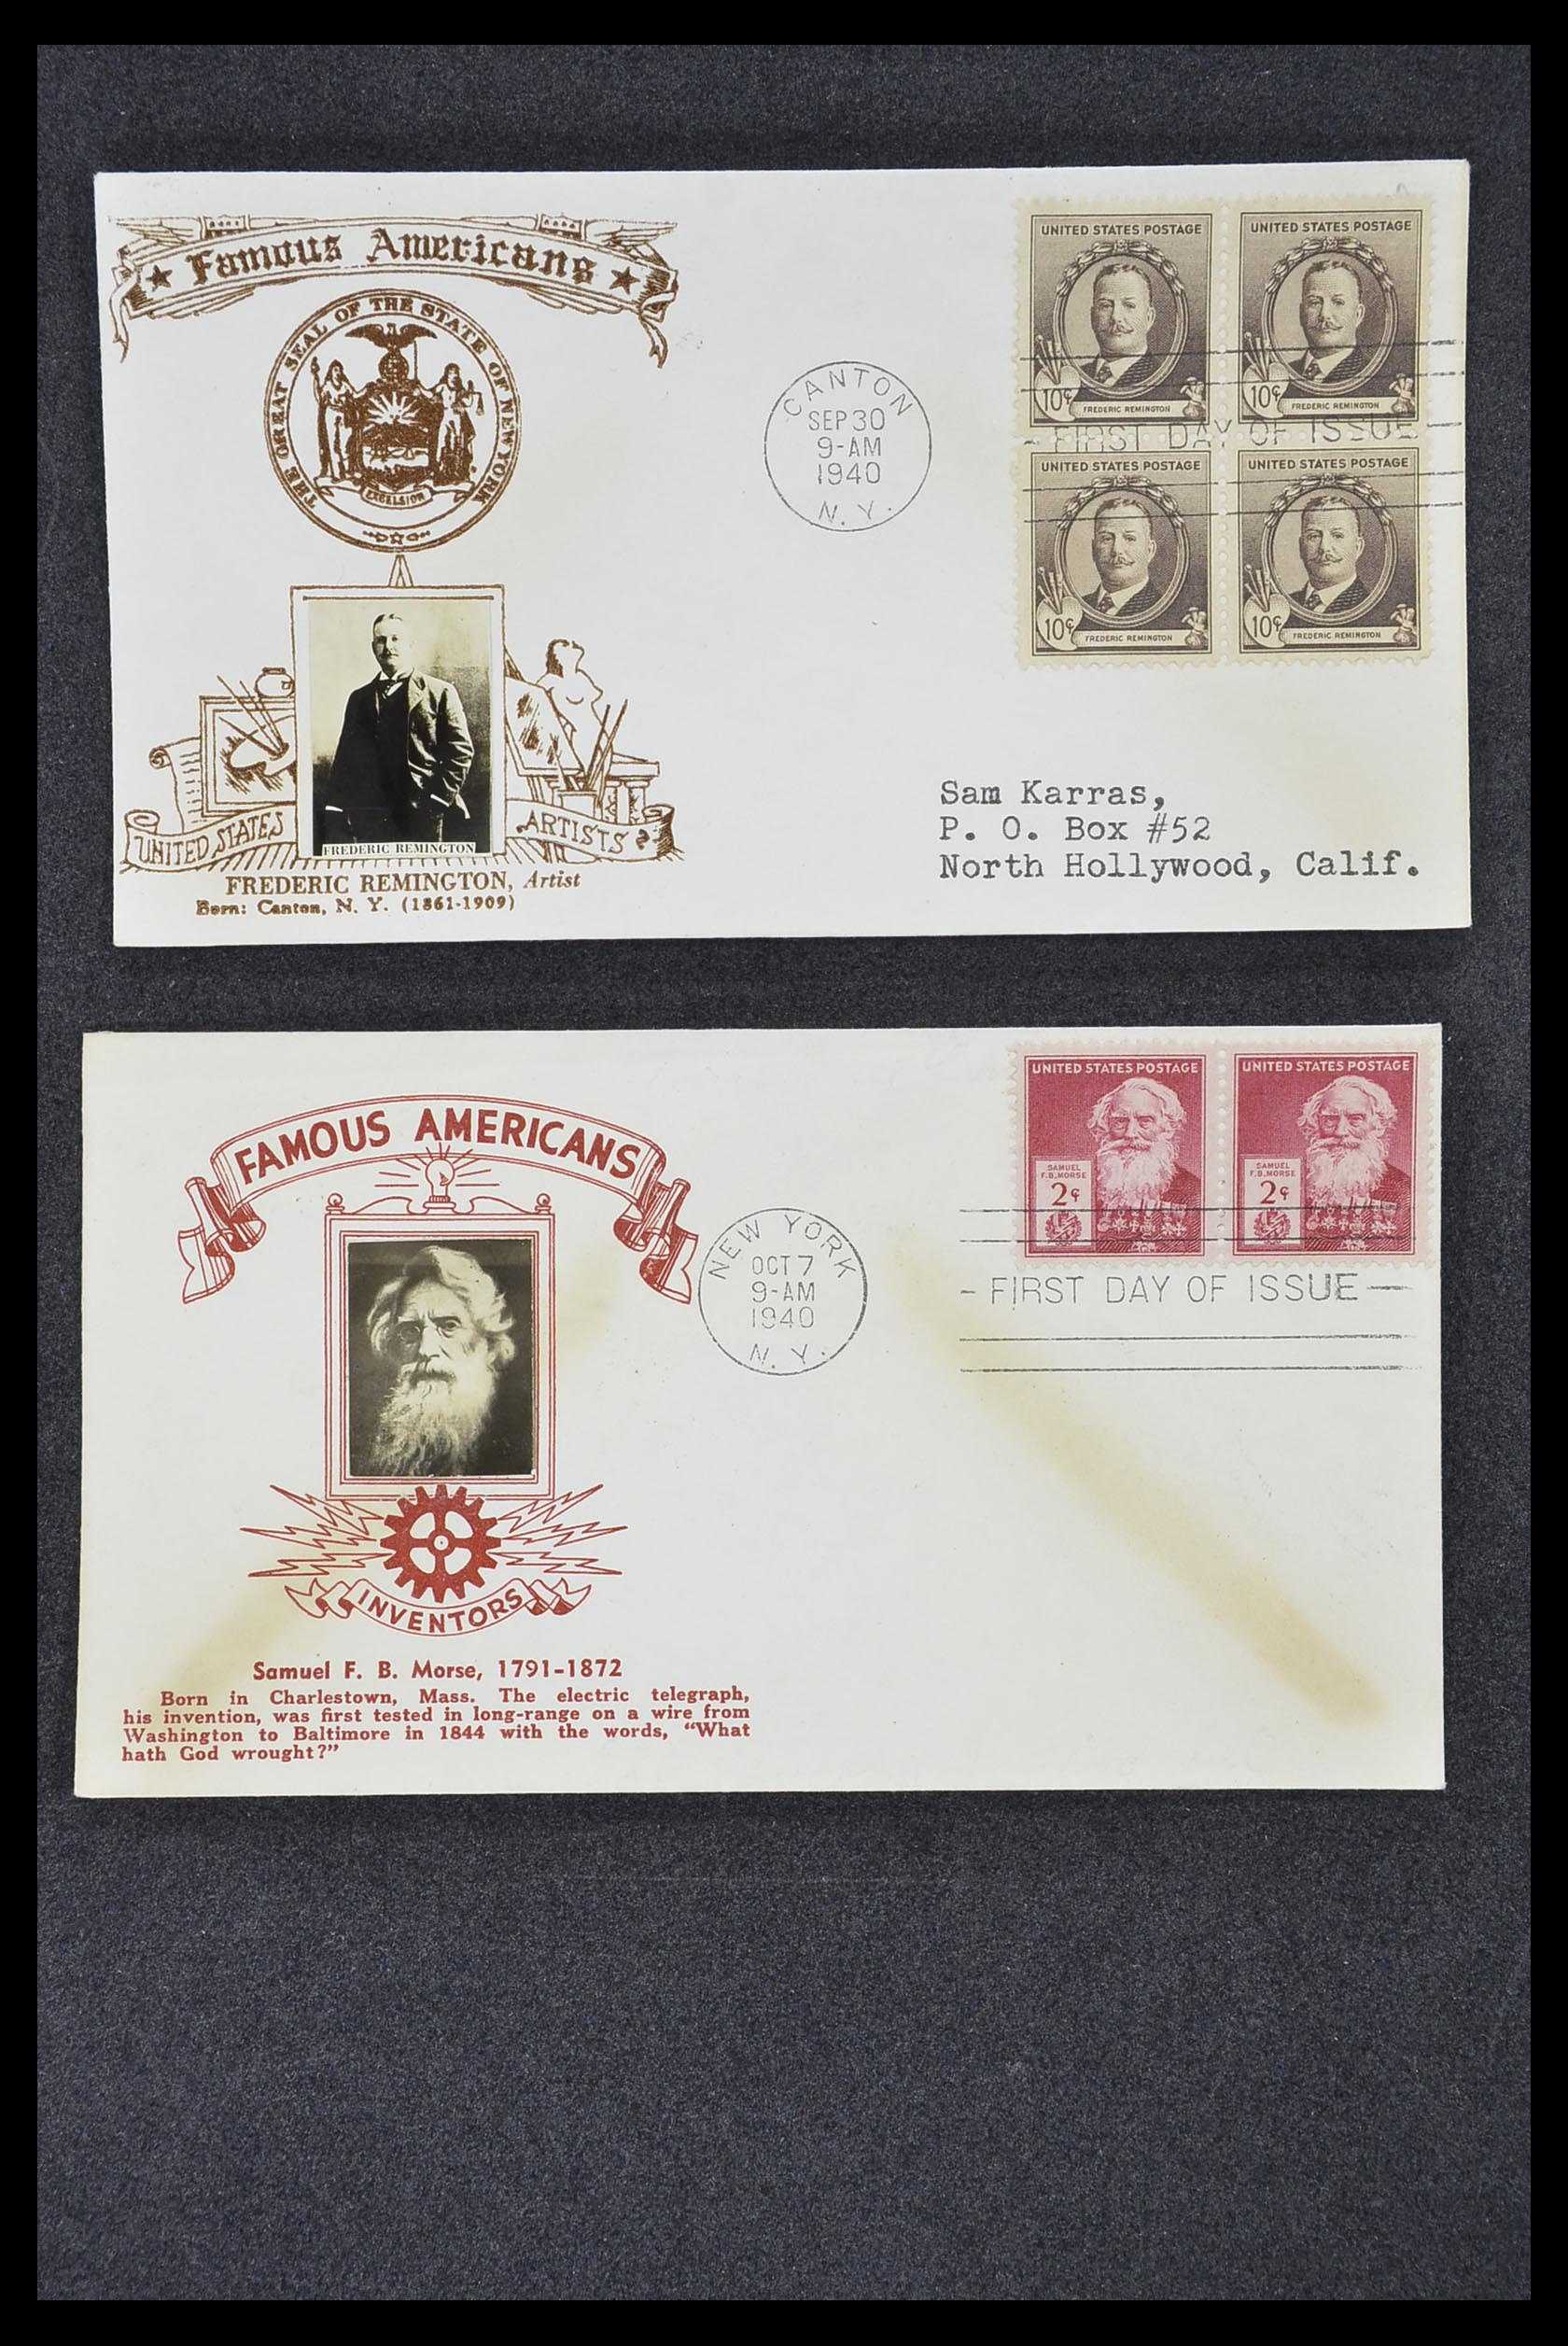 Famous Americans
THE GREAT SEAL OF THE STATE OF NEW YORK
EXCELSIOR
UNITED STATES
ARTISTS
FREDERIC REMINGTON
FREDERIC REMINGTON, Artist
Born: Canton, N. Y. (1861-1909)
CANTON
SEP 30
9-AM
1940
N. Y.
UNITED STATES POSTAGE
10¢
FREDERIC REMINGTON
UNITED STATES POSTAGE
10¢
FREDERIC REMINGTON
- FIRST DAY OF ISSUE -
UNITED STATES POSTAGE
10¢
FREDERIC REMINGTON
UNITED STATES POSTAGE
10¢
FREDERIC REMINGTON
Sam Karras,
P. O. Box #52
North Hollywood, Calif.
FAMOUS AMERICANS
INVENTORS
Samuel F. B. Morse, 1791-1872
Born in Charlestown, Mass. The electric telegraph,
his invention, was first tested in long-range on a wire from
Washington to Baltimore in 1844 with the words, “What
hath God wrought?”
NEW YORK
OCT 7
9-AM
1940
N. Y.
UNITED STATES POSTAGE
SAMUEL
F. B. MORSE
2¢
UNITED STATES POSTAGE
SAMUEL
F. B. MORSE
2¢
- FIRST DAY OF ISSUE -